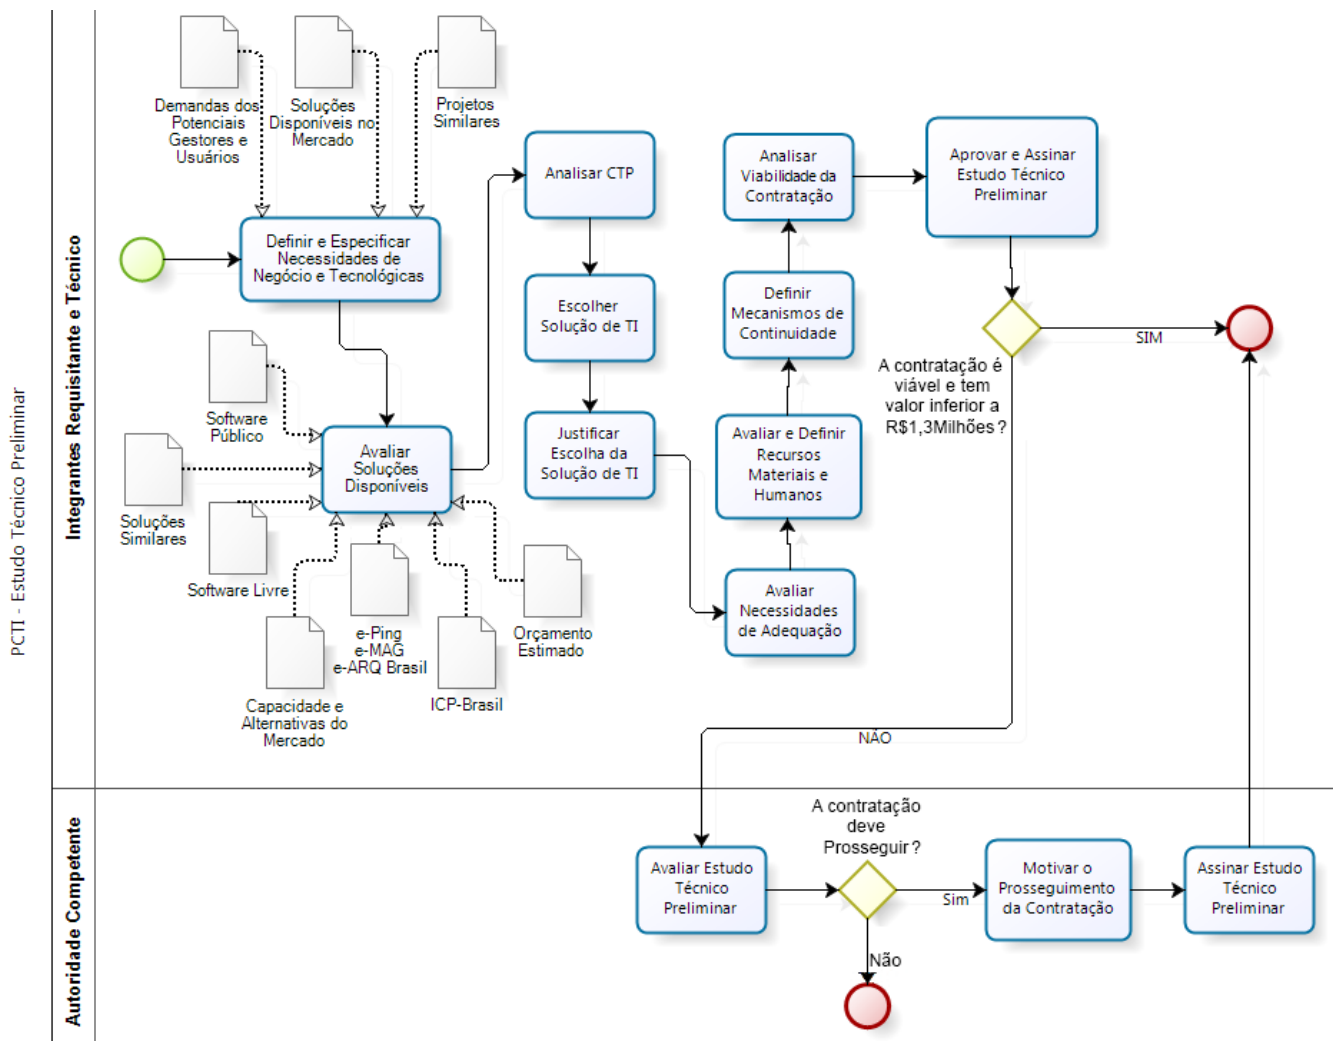 PCTI - Estudo Técnico Preliminar
Integrantes Requisitante e Técnico
Demandas dos
Potenciais
Gestores e
Usuários
Soluções
Disponíveis no
Mercado
Projetos
Similares
Definir e Especificar
Necessidades de
Negócio e Tecnológicas
Software
Público
Soluções
Similares
Software Livre
Capacidade e
Alternativas do
Mercado
e-Ping
e-MAG
e-ARQ Brasil
ICP-Brasil
Orçamento
Estimado
Avaliar
Soluções
Disponíveis
Analisar CTP
Escolher
Solução de TI
Justificar
Escolha da
Solução de TI
Avaliar
Necessidades
de Adequação
Avaliar e Definir
Recursos
Materiais e
Humanos
Definir
Mecanismos de
Continuidade
Analisar
Viabilidade da
Contratação
Aprovar e Assinar
Estudo Técnico
Preliminar
A contratação é
viável e tem
valor inferior a
R$1,3Milhões?
SIM
NÃO
Autoridade Competente
Avaliar Estudo
Técnico
Preliminar
A contratação
deve
Prosseguir?
Sim
Não
Motivar o
Prosseguimento
da Contratação
Assinar Estudo
Técnico
Preliminar